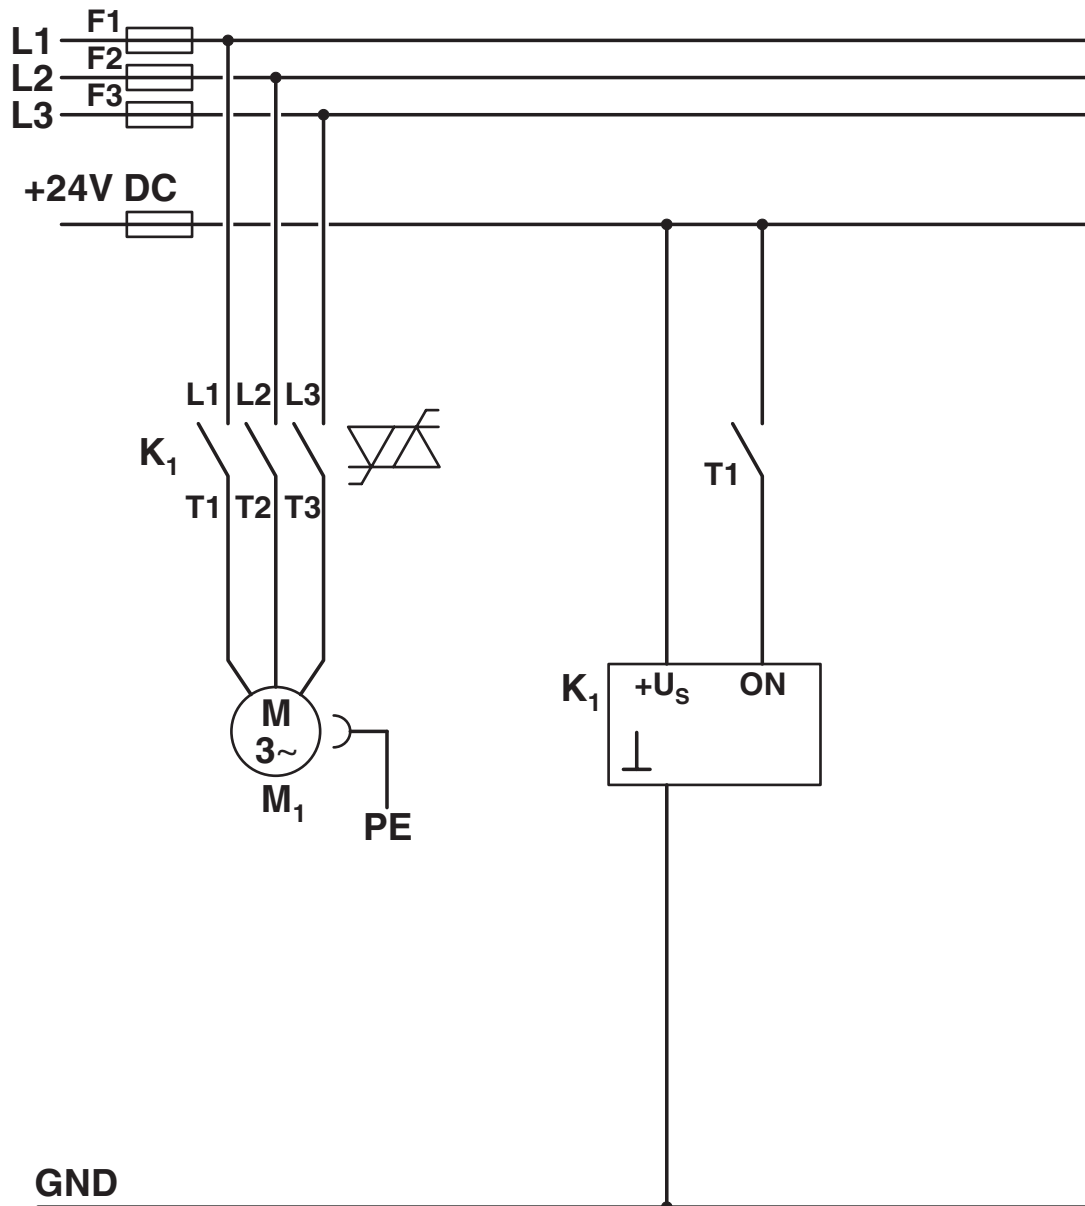 F1
L1
F2
L2
F3
L3
+24V DC
L1 L2 L3
K₁
T1
T1 T2 T3
K₁ +Uₛ ON
M
3~
M₁
PE
GND